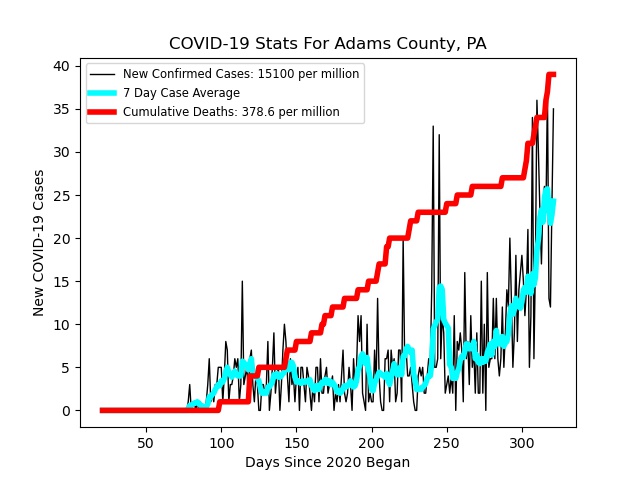 COVID-19 Stats For Adams County, PA
New Confirmed Cases: 15100 per million
7 Day Case Average
Cumulative Deaths: 378.6 per million
New COVID-19 Cases
40
35
30
25
20
15
10
5
0
50 100 150 200 250 300
Days Since 2020 Began